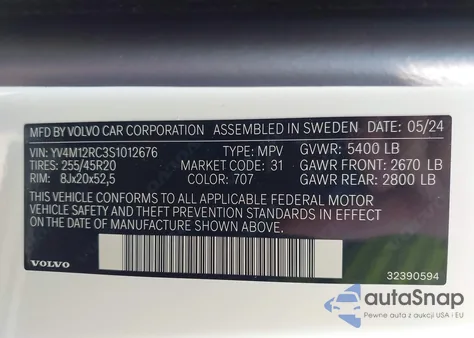 MFD BY VOLVO CAR CORPORATION ASSEMBLED IN SWEDEN DATE: 05/24
VIN: YV4M12RC3S1012676 TYPE: MPV GVWR: 5400 LB
TIRES: 255/45R20 MARKET CODE: 31 GAWR FRONT: 2670 LB
RIM: 8Jx20x52,5 COLOR: 707 GAWR REAR: 2800 LB
THIS VEHICLE CONFORMS TO ALL APPLICABLE FEDERAL MOTOR
VEHICLE SAFETY AND THEFT PREVENTION STANDARDS IN EFFECT
ON THE DATE OF MANUFACTURE SHOWN ABOVE.
VOLVO
32390594
autoSnap
Pewne auta z aukcji USA i EU